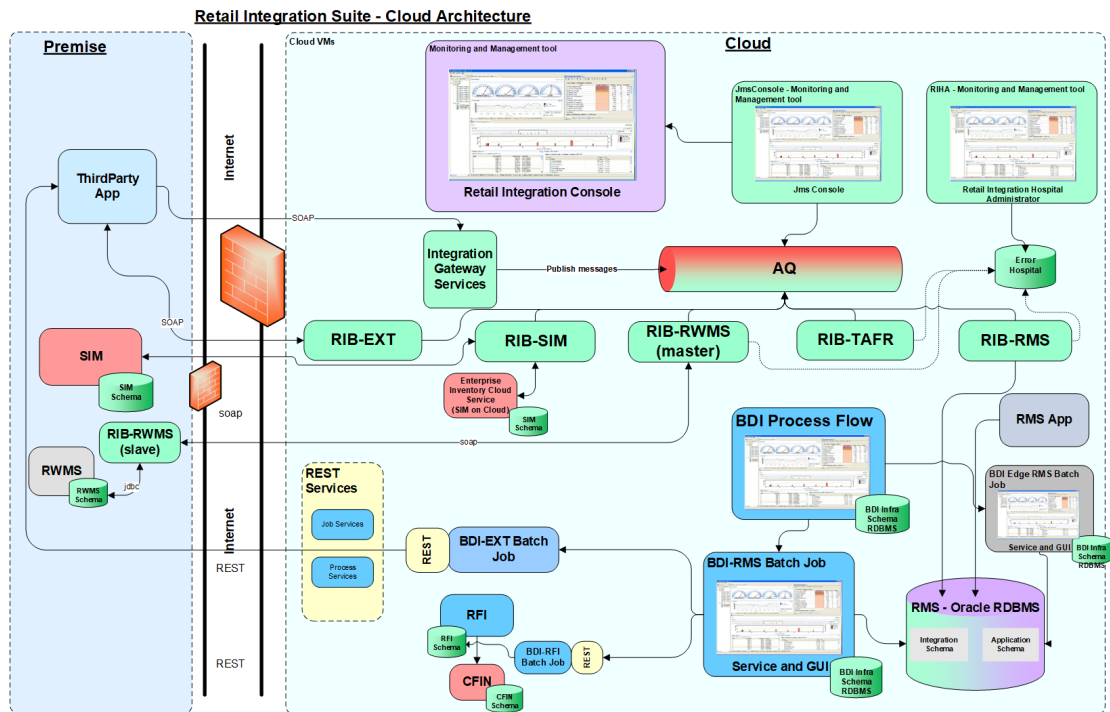 Retail Integration Suite - Cloud Architecture
Premise
Cloud VMs
Cloud
Internet
Monitoring and Management tool
Retail Integration Console
JmsConsole - Monitoring and
Management tool
Jms Console
RIHA - Monitoring and Management tool
Retail Integration Hospital
Administrator
ThirdParty
App
SOAP
Integration
Gateway
Services
Publish messages
AQ
Error
Hospital
SOAP
RIB-EXT
RIB-SIM
RIB-RWMS
(master)
RIB-TAFR
RIB-RMS
SIM
SIM
Schema
soap
Enterprise
Inventory Cloud
Service
(SIM on Cloud)
SIM
Schema
RIB-RWMS
(slave)
soap
RWMS
RWMS
Schema
jdbc
BDI Process Flow
BDI Infra
Schema
RDBMS
RMS App
BDI Edge RMS Batch
Job
Service and GUI
BDI Infra
Schema
RDBMS
REST
Services
Job Services
Process
Services
Internet
REST
REST
BDI-EXT Batch
Job
BDI-RMS Batch Job
Service and GUI
BDI Infra
Schema
RDBMS
RMS - Oracle RDBMS
Integration
Schema
Application
Schema
RFI
RFI
Schema
BDI-RFI
Batch Job
REST
REST
CFIN
CFIN
Schema